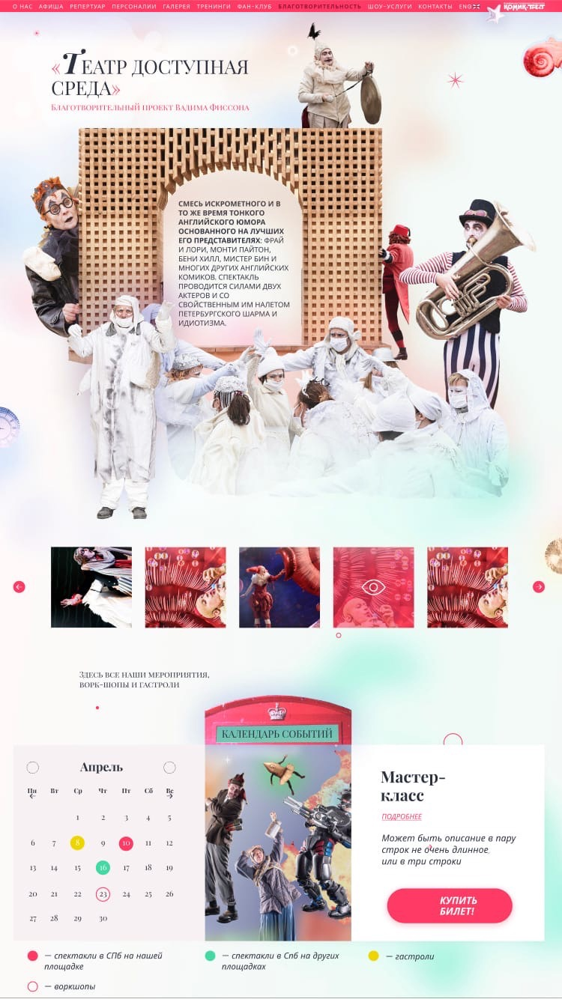 О НАС АФИША РЕПЕРТУАР ПЕРСОНАЛИИ ГАЛЕРЕЯ ТРЕНИНГИ ФАН-КЛУБ БЛАГОТВОРИТЕЛЬНОСТЬ ШОУ-УСЛУГИ КОНТАКТЫ ENG
КОМИК-ТРЕСТ
«ТЕАТР ДОСТУПНАЯ
СРЕДА»
БЛАГОТВОРИТЕЛЬНЫЙ ПРОЕКТ ВАДИМА ФИССОНА
СМЕСЬ ИСКРОМЕТНОГО И В
ТО ЖЕ ВРЕМЯ ТОНКОГО
АНГЛИЙСКОГО ЮМОРА
ОСНОВАННОГО НА ЛУЧШИХ
ЕГО ПРЕДСТАВИТЕЛЯХ: ФРАЙ
И ЛОРИ, МОНТИ ПАЙТОН,
БЕНИ ХИЛЛ, МИСТЕР БИН И
МНОГИХ ДРУГИХ АНГЛИЙСКИХ
КОМИКОВ. СПЕКТАКЛЬ
ПРОВОДИТСЯ СИЛАМИ ДВУХ
АКТЕРОВ И СО
СВОЙСТВЕННЫМ ИМ НАЛЕТОМ
ПЕТЕРБУРГСКОГО ШАРМА И
ИДИОТИЗМА.
ЗДЕСЬ ВСЕ НАШИ МЕРОПРИЯТИЯ,
ВОРК-ШОПЫ И ГАСТРОЛИ
КАЛЕНДАРЬ СОБЫТИЙ
Апрель
Пн Вт Ср Чт Пт Сб Вс
1 2 3 4 5
6 7 8 9 10 11 12
13 14 15 16 17 18 19
20 21 22 23 24 25 26
27 28 29 30
Мастер-
класс
ПОДРОБНЕЕ
Может быть описание в пару
строк не очень длинное,
или в три строки
КУПИТЬ
БИЛЕТ!
— спектакли в СПб на нашей
площадке
— спектакли в Спб на других
площадках
— гастроли
— воркшопы